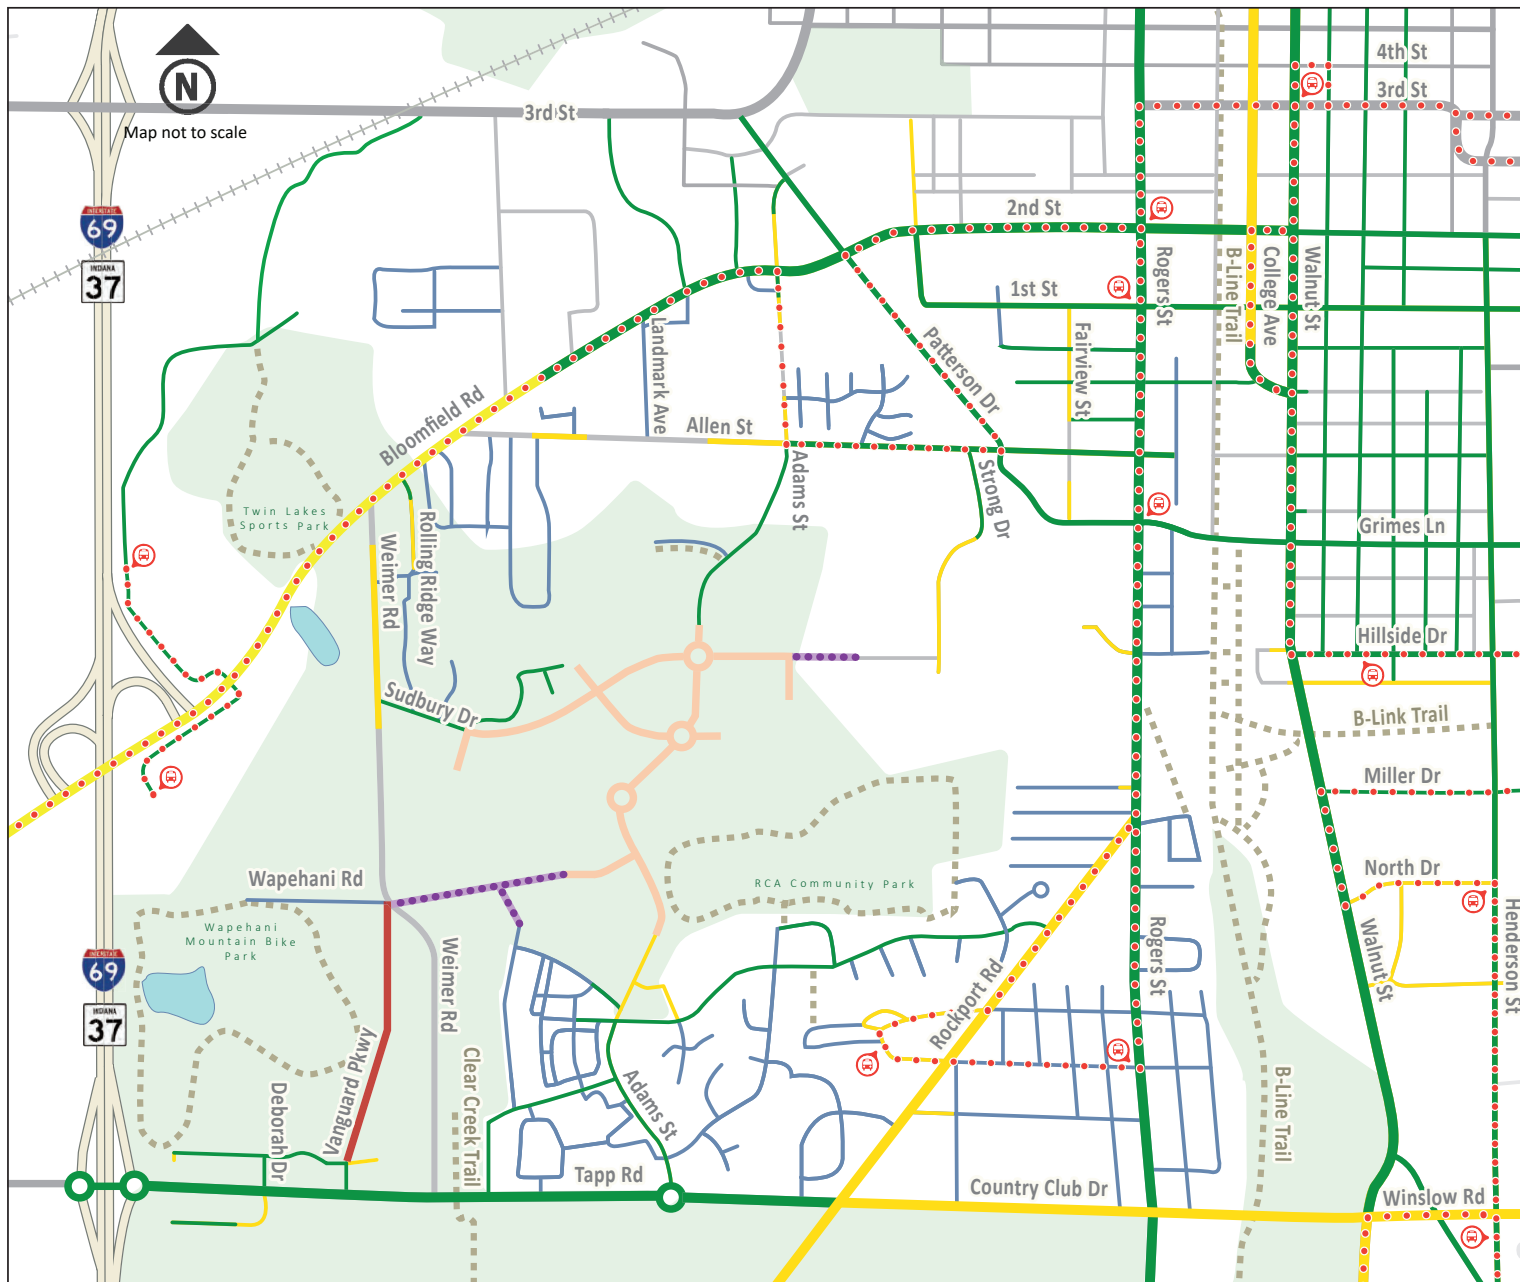 N
Map not to scale
3rd St
4th St
3rd St
INTERSTATE
69
INDIANA
37
2nd St
1st St
Rogers St
B-Line Trail
College Ave
Walnut St
Landmark Ave
Patterson Dr
Fairview St
Bloomfield Rd
Allen St
Adams St
Strong Dr
Twin Lakes
Sports Park
Weimer Rd
Rolling Ridge Way
Grimes Ln
Hillside Dr
Sudbury Dr
B-Link Trail
Miller Dr
Wapehani Rd
RCA Community Park
North Dr
Wapehani
Mountain Bike
Park
INTERSTATE
69
INDIANA
37
Weimer Rd
Rockport Rd
Rogers St
Walnut St
Henderson St
Vanguard Pkwy
Deborah Dr
Clear Creek Trail
Adams St
B-Line Trail
Tapp Rd
Country Club Dr
Winslow Rd